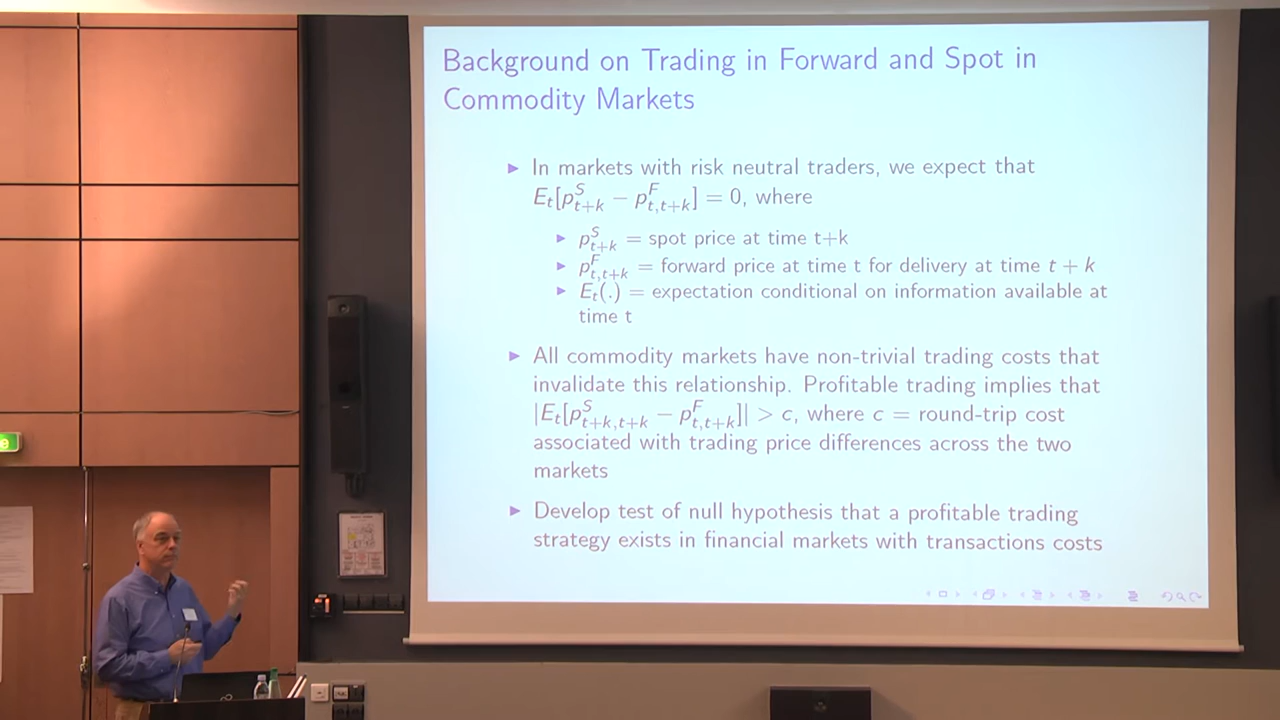 Background on Trading in Forward and Spot in
Commodity Markets
▶ In markets with risk neutral traders, we expect that
E_t[p^S_{t+k} − p^F_{t,t+k}] = 0, where
▶ p^S_{t+k} = spot price at time t+k
▶ p^F_{t,t+k} = forward price at time t for delivery at time t + k
▶ E_t(.) = expectation conditional on information available at
time t
▶ All commodity markets have non-trivial trading costs that
invalidate this relationship. Profitable trading implies that
|E_t[p^S_{t+k,t+k} − p^F_{t,t+k}]| > c, where c = round-trip cost
associated with trading price differences across the two
markets
▶ Develop test of null hypothesis that a profitable trading
strategy exists in financial markets with transactions costs